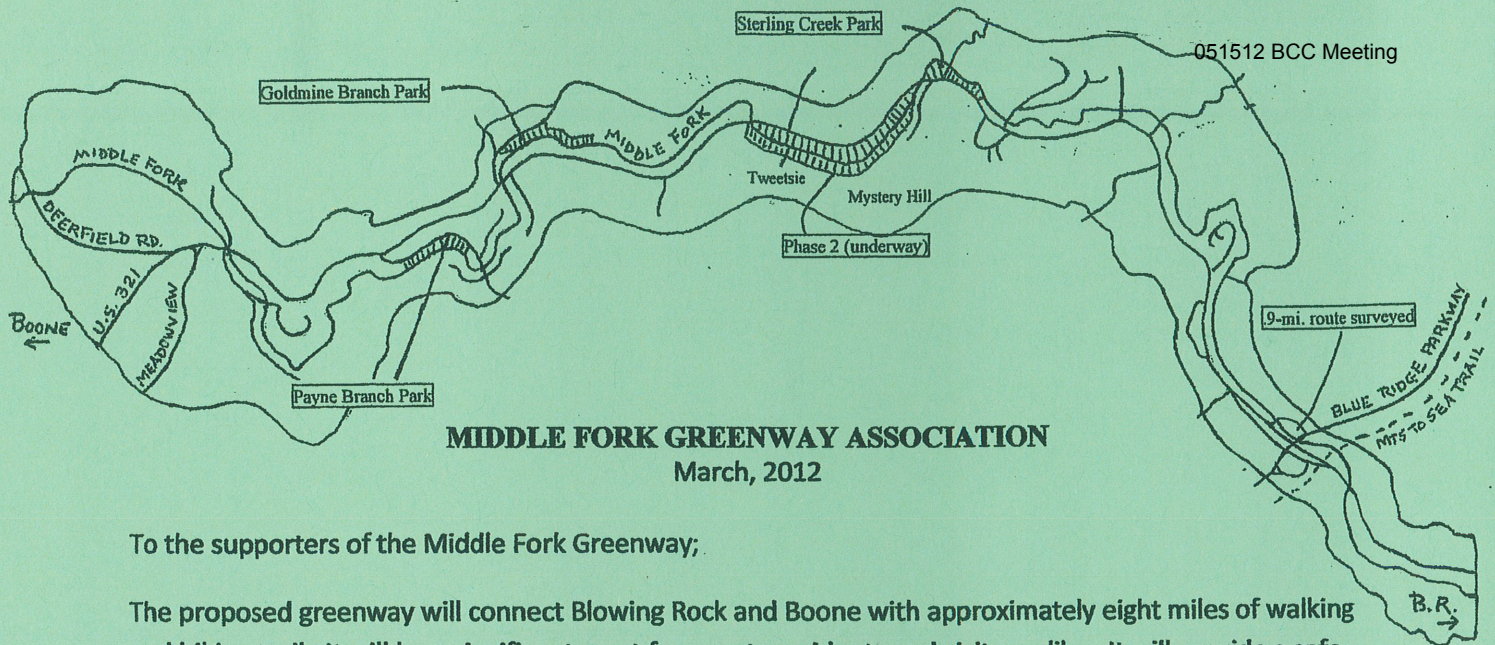 Sterling Creek Park
051512 BCC Meeting
Goldmine Branch Park
MIDDLE FORK
MIDDLE FORK
Tweetsie
Mystery Hill
DEERFIELD RD.
Phase 2 (underway)
U.S. 321
MEADOWVIEW
BOONE
.9-mi. route surveyed
BLUE RIDGE PARKWAY
MTS TO SEA TRAIL
Payne Branch Park
MIDDLE FORK GREENWAY ASSOCIATION
March, 2012
To the supporters of the Middle Fork Greenway;
The proposed greenway will connect Blowing Rock and Boone with approximately eight miles of walking
B.R.